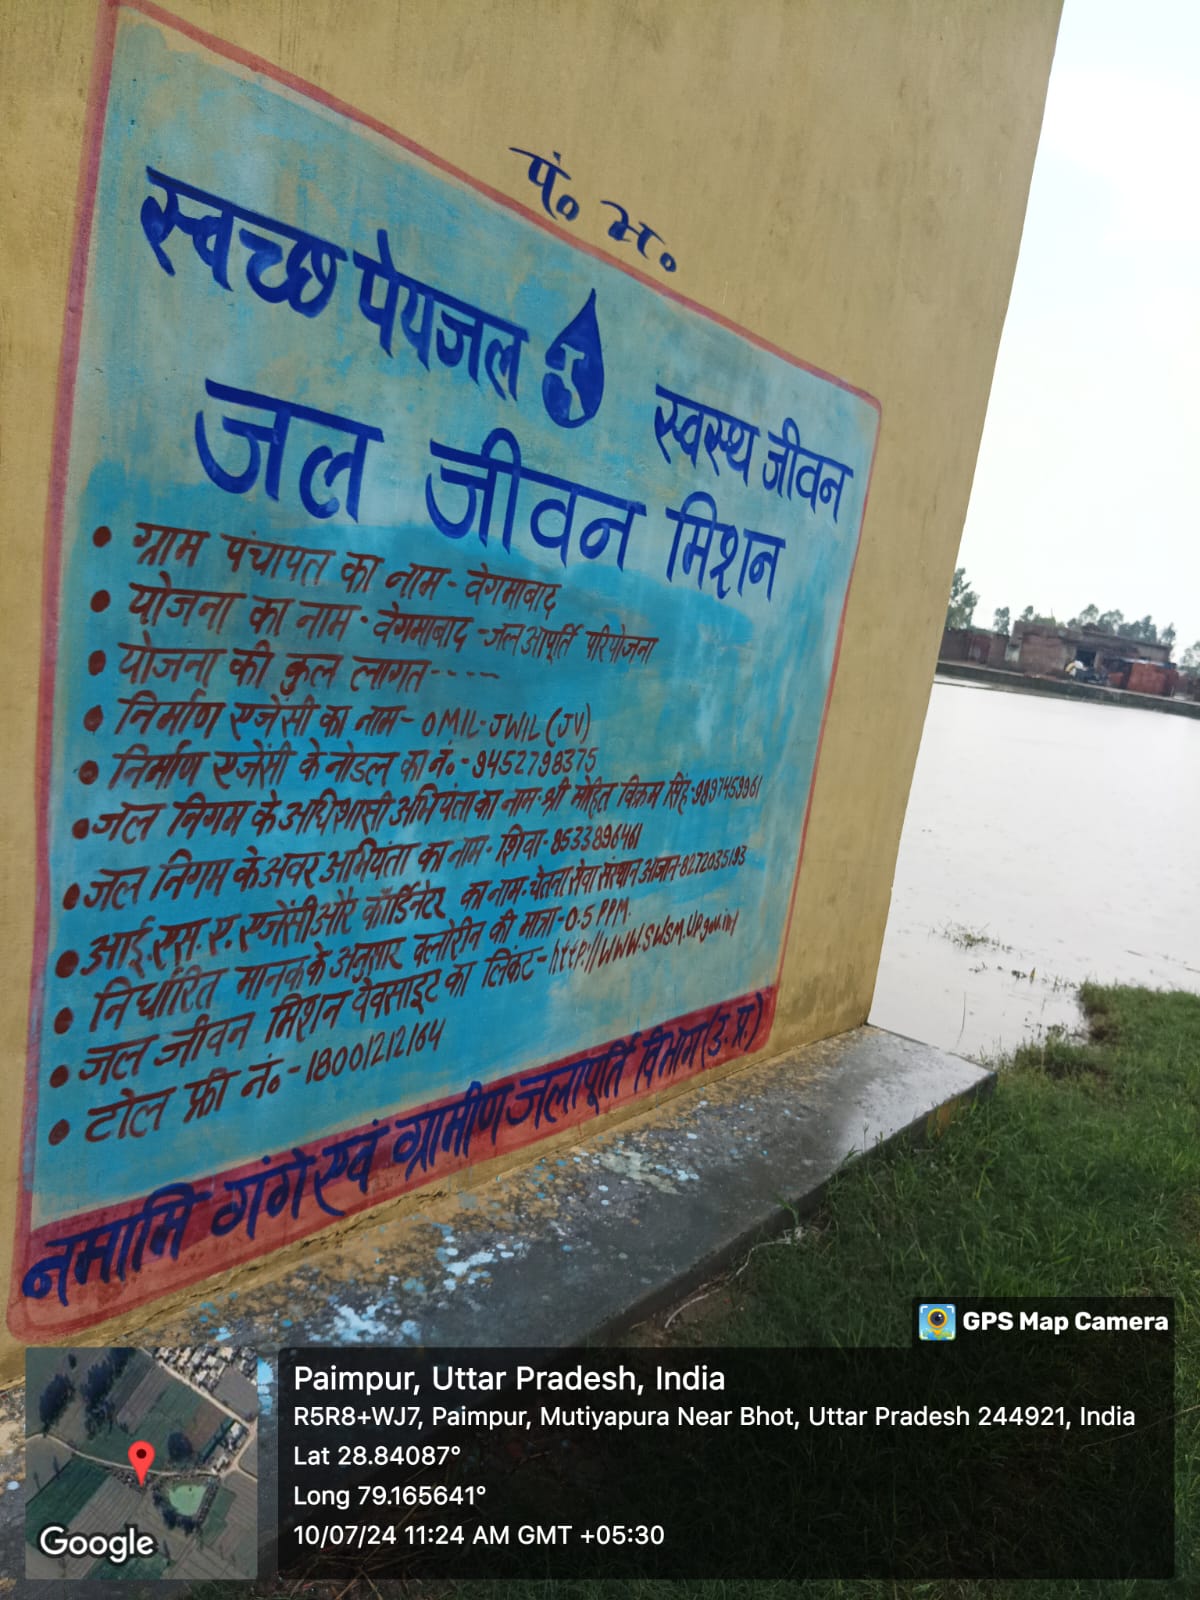 पं० भ०
स्वच्छ पेयजल स्वस्थ जीवन
जल जीवन मिशन
• ग्राम पंचायत का नाम - वेगमाबाद
• योजना का नाम - वेगमाबाद - जल आपूर्ति परियोजना
• योजना की कुल लागत ----
• निर्माण एजेंसी का नाम - OMIL-JWIL (JV)
• निर्माण एजेंसी के नोडल का नं०-9452798375
• जल निगम के अधिशासी अभियंता का नाम-श्री मोहित विक्रम सिंह-9897459961
• जल निगम के अवर अभियंता का नाम- शिवा-8533896461
• आई.एस.ए. एजेंसी और कॉर्डिनेटर का नाम-चेतना सेवा संस्थान आजान-8272035193
• निर्धारित मानक के अनुसार क्लोरीन की मात्रा-0.5 PPM.
• जल जीवन मिशन वेवसाइट का लिंकट-http://WWW.SWSM.UP.gov.in/
• टोल फ्री नं०-18001212164
नमामि गंगे एवं ग्रामीण जलापूर्ति विभाग (उ.प्र.)
GPS Map Camera
Paimpur, Uttar Pradesh, India
R5R8+WJ7, Paimpur, Mutiyapura Near Bhot, Uttar Pradesh 244921, India
Lat 28.84087°
Long 79.165641°
10/07/24 11:24 AM GMT +05:30
Google